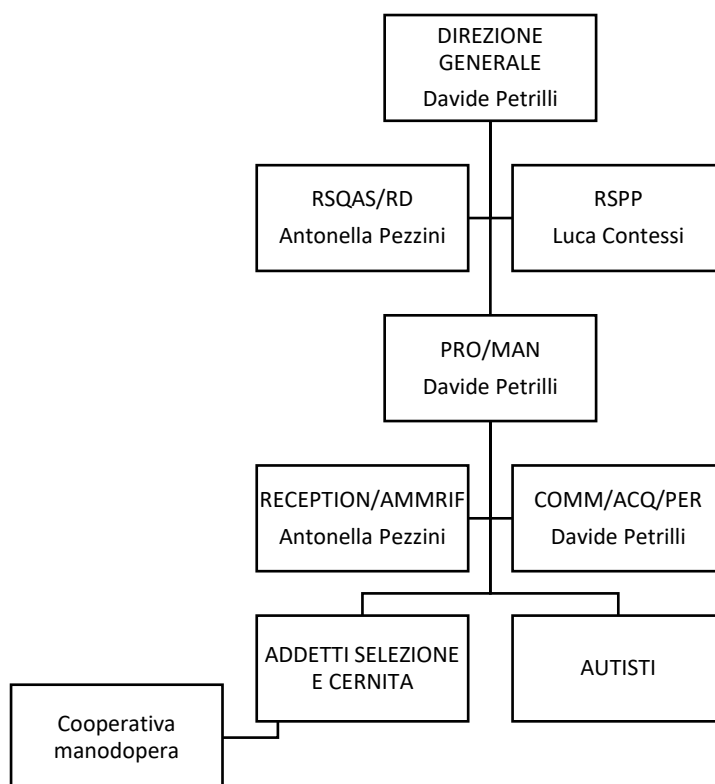 DIREZIONE
GENERALE
Davide Petrilli
RSQAS/RD
Antonella Pezzini
RSPP
Luca Contessi
PRO/MAN
Davide Petrilli
RECEPTION/AMMRIF
Antonella Pezzini
COMM/ACQ/PER
Davide Petrilli
ADDETTI SELEZIONE
E CERNITA
AUTISTI
Cooperativa
manodopera